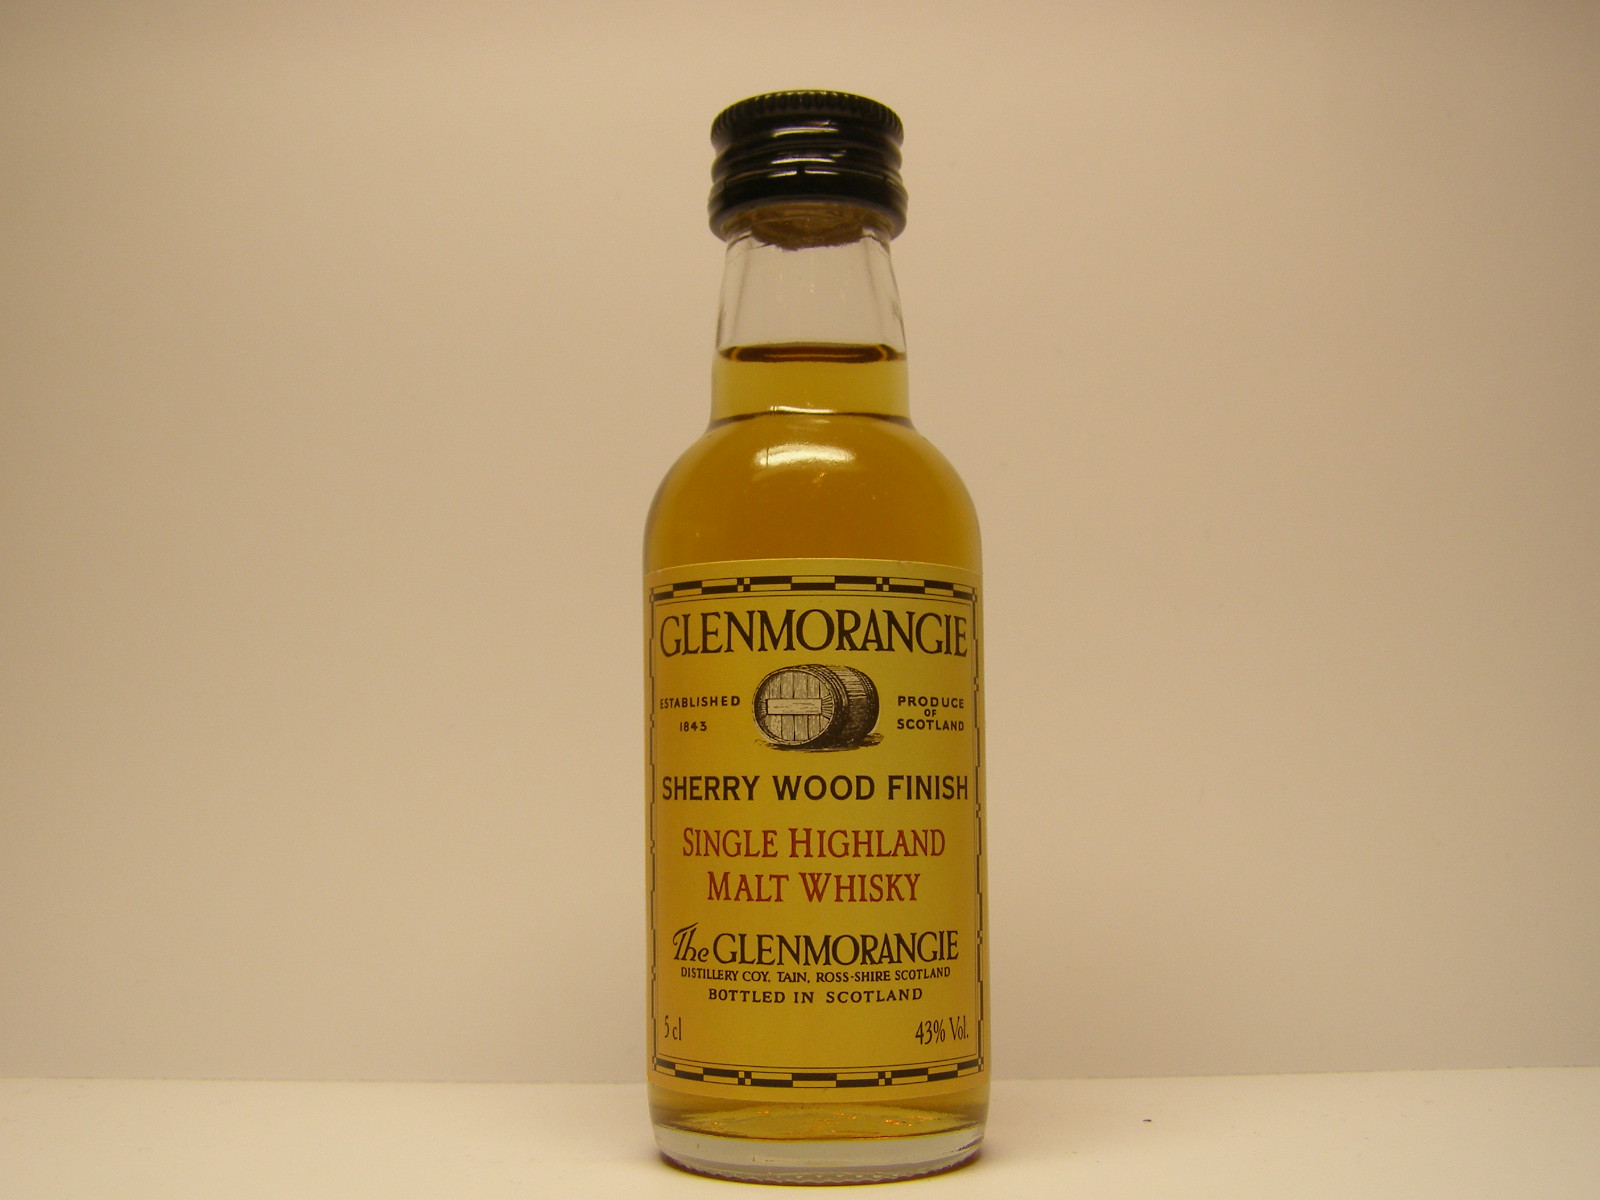 GLENMORANGIE
ESTABLISHED
1843
PRODUCE
OF
SCOTLAND
SHERRY WOOD FINISH
SINGLE HIGHLAND
MALT WHISKY
The GLENMORANGIE
DISTILLERY COY, TAIN, ROSS-SHIRE SCOTLAND
BOTTLED IN SCOTLAND
5 cl 43% Vol.